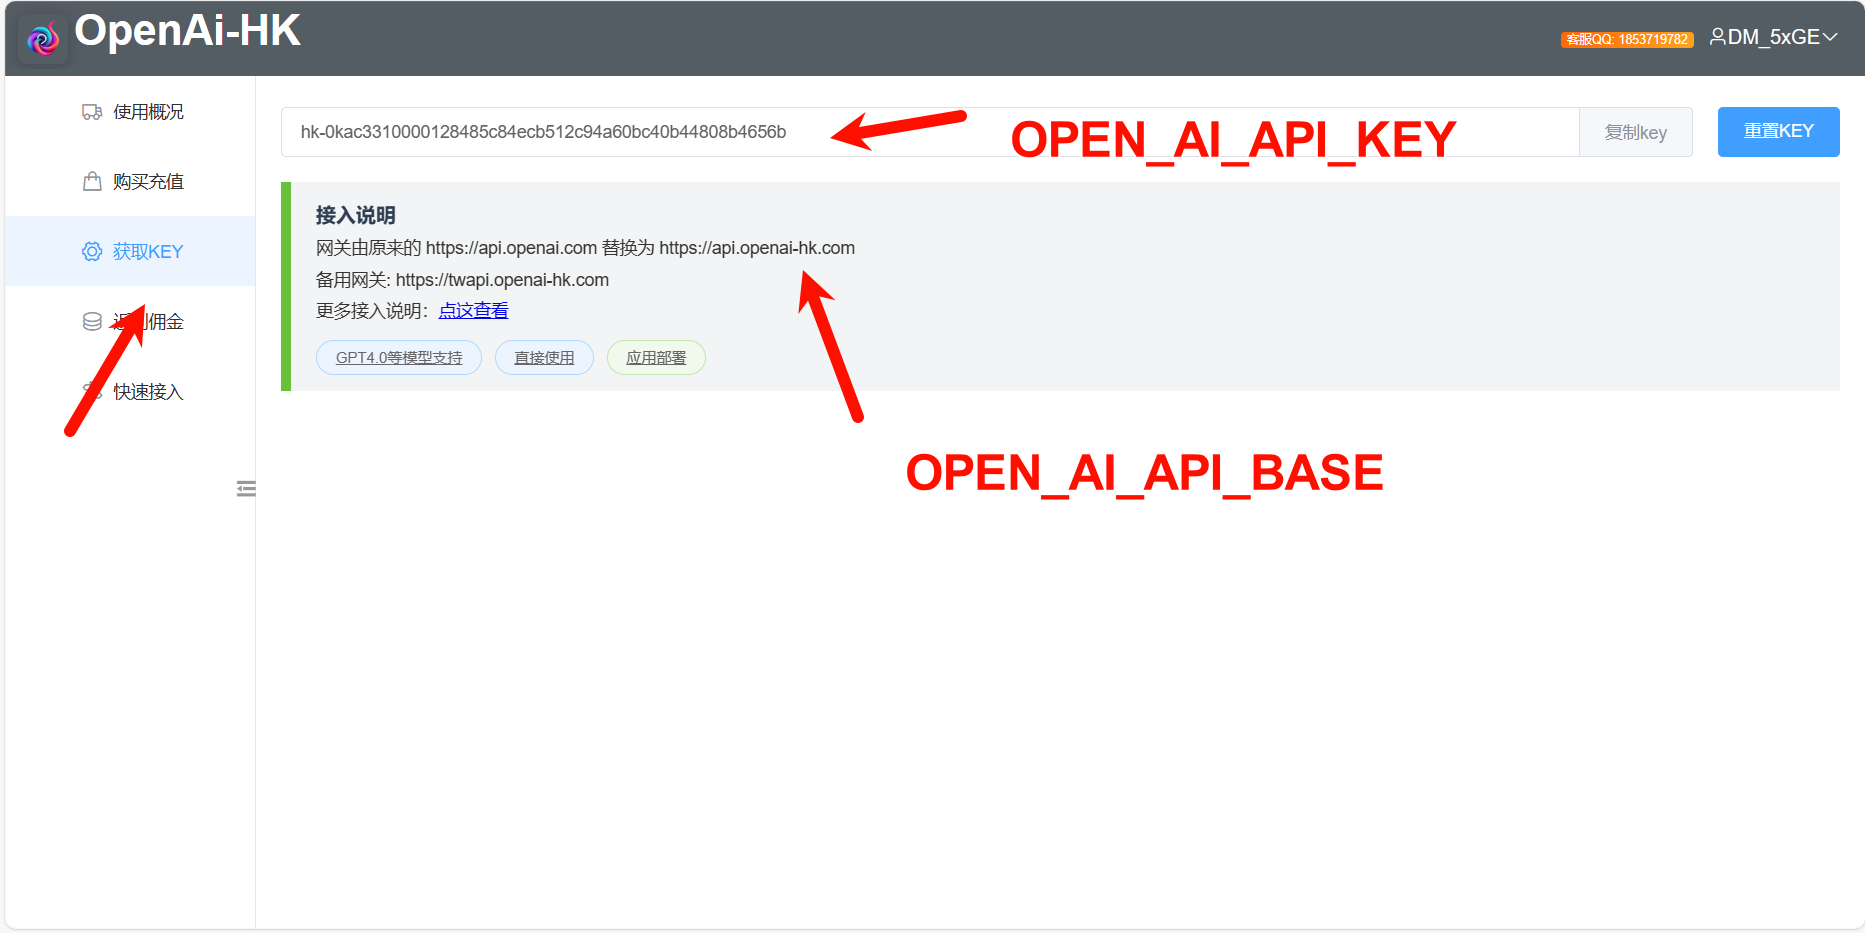 OpenAi-HK
客服QQ: 1853719782
DM_5xGE
使用概况
购买充值
获取KEY
佣金
快速接入
hk-0kac3310000128485c84ecb512c94a60bc40b44808b4656b
OPEN_AI_API_KEY
复制key
重置KEY
接入说明
网关由原来的 https://api.openai.com 替换为 https://api.openai-hk.com
备用网关: https://twapi.openai-hk.com
更多接入说明：点这查看
GPT4.0等模型支持
直接使用
应用部署
OPEN_AI_API_BASE